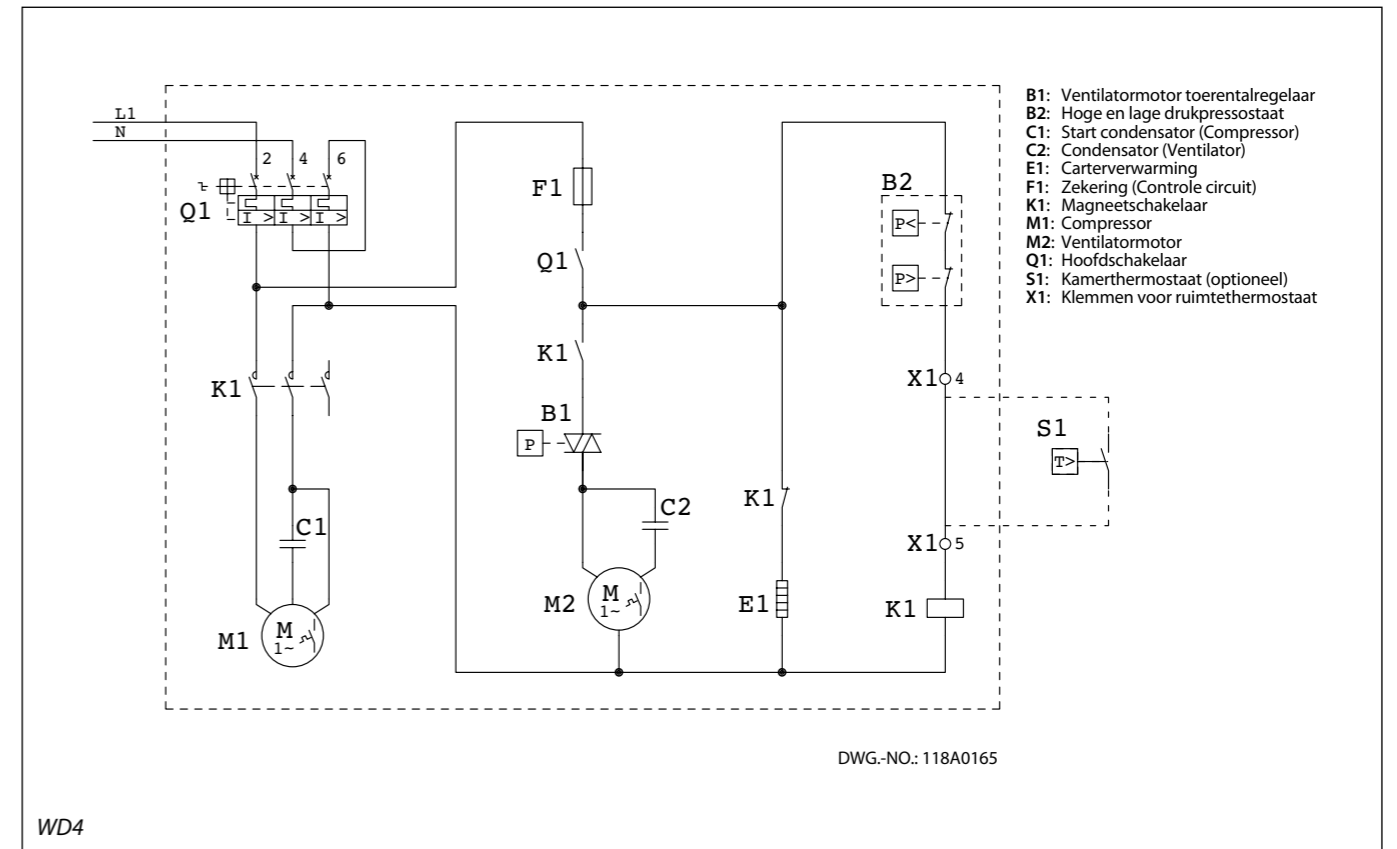 L1
N
2 4 6
Q1
I > I > I >
K1
C1
M1
M
1~
F1
Q1
K1
B1
P
C2
M2
M
1~
K1
E1
B2
P<
P>
X1 4
S1
T>
X1 5
K1
B1: Ventilatormotor toerentalregelaar
B2: Hoge en lage drukpressostaat
C1: Start condensator (Compressor)
C2: Condensator (Ventilator)
E1: Carterverwarming
F1: Zekering (Controle circuit)
K1: Magneetschakelaar
M1: Compressor
M2: Ventilatormotor
Q1: Hoofdschakelaar
S1: Kamerthermostaat (optioneel)
X1: Klemmen voor ruimtethermostaat
DWG.-NO.: 118A0165
WD4